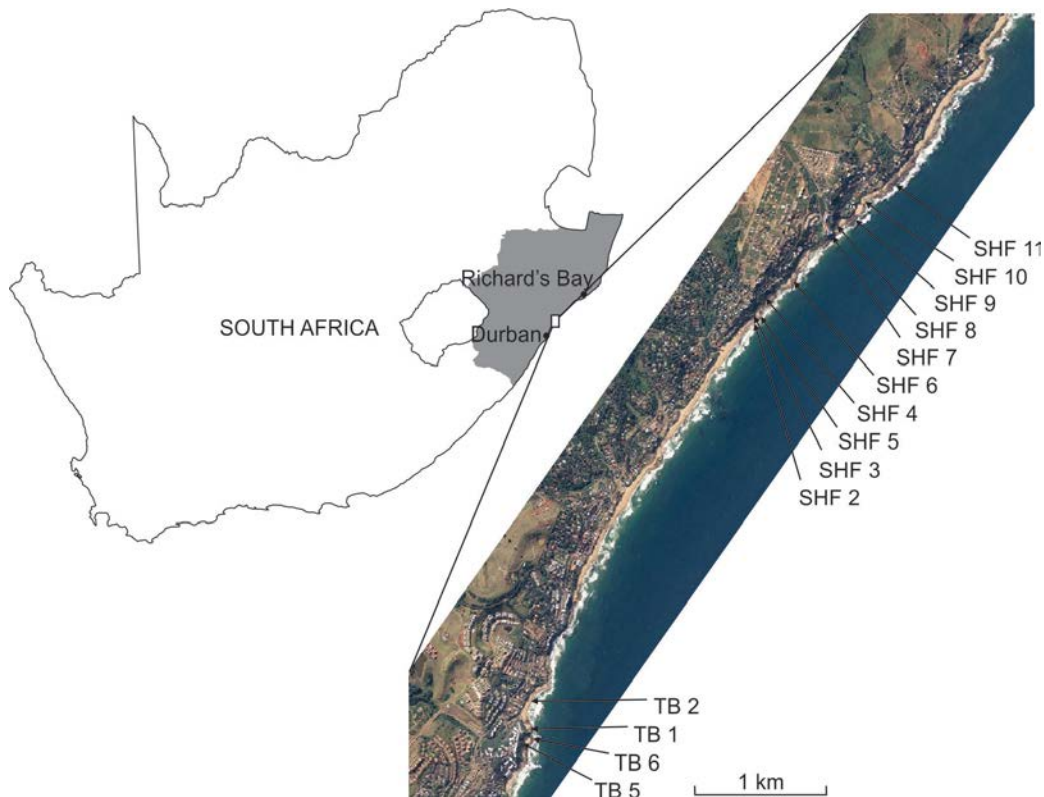 Richard's Bay
SOUTH AFRICA
Durban
SHF 11
SHF 10
SHF 9
SHF 8
SHF 7
SHF 6
SHF 4
SHF 5
SHF 3
SHF 2
TB 2
TB 1
TB 6
TB 5
1 km